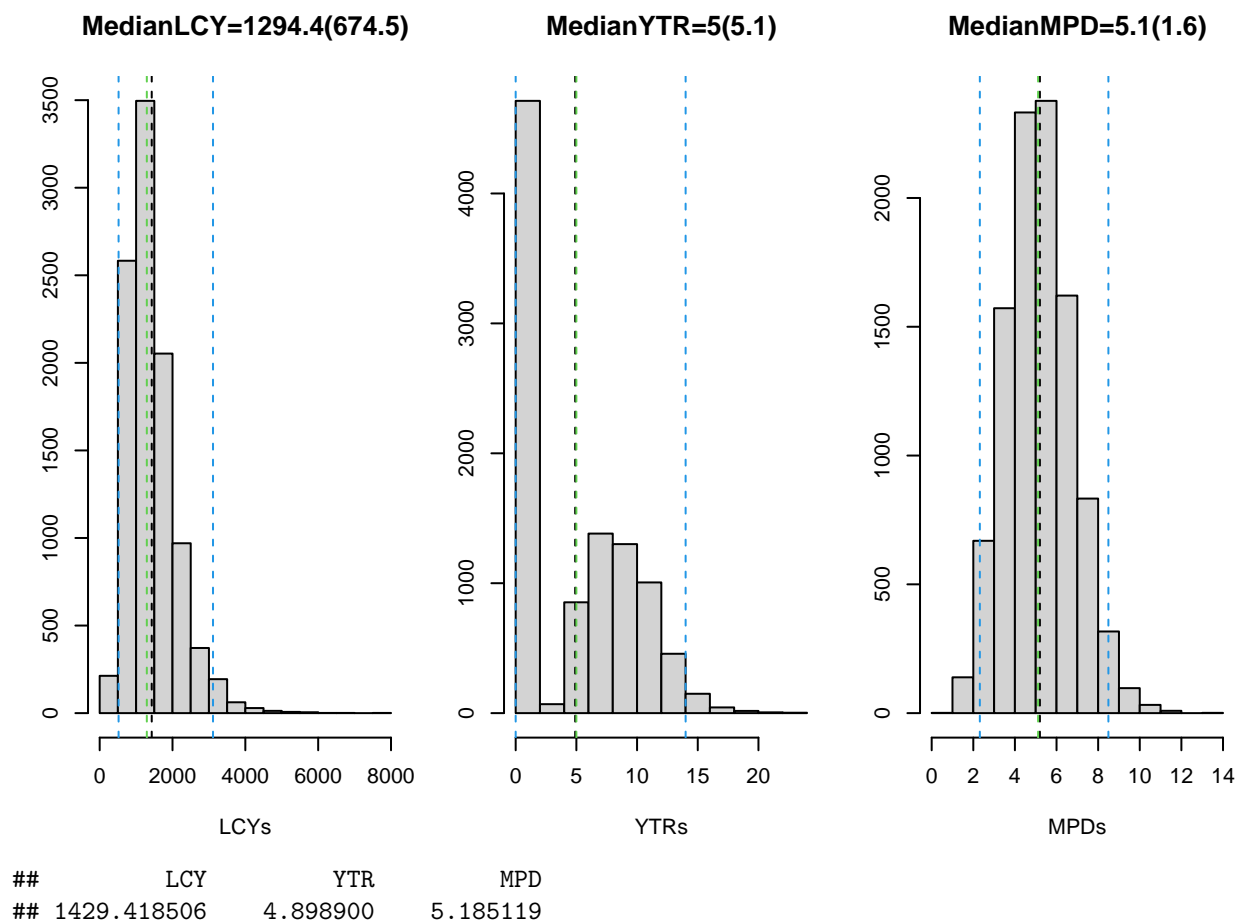 MedianLCY=1294.4(674.5) MedianYTR=5(5.1) MedianMPD=5.1(1.6)
3500
3000
2500
2000
1500
1000
500
0
0 2000 4000 6000 8000
LCYs
4000
3000
2000
1000
0
0 5 10 15 20
YTRs
2000
1500
1000
500
0
0 2 4 6 8 10 12 14
MPDs
## LCY YTR MPD
## 1429.418506 4.898900 5.185119